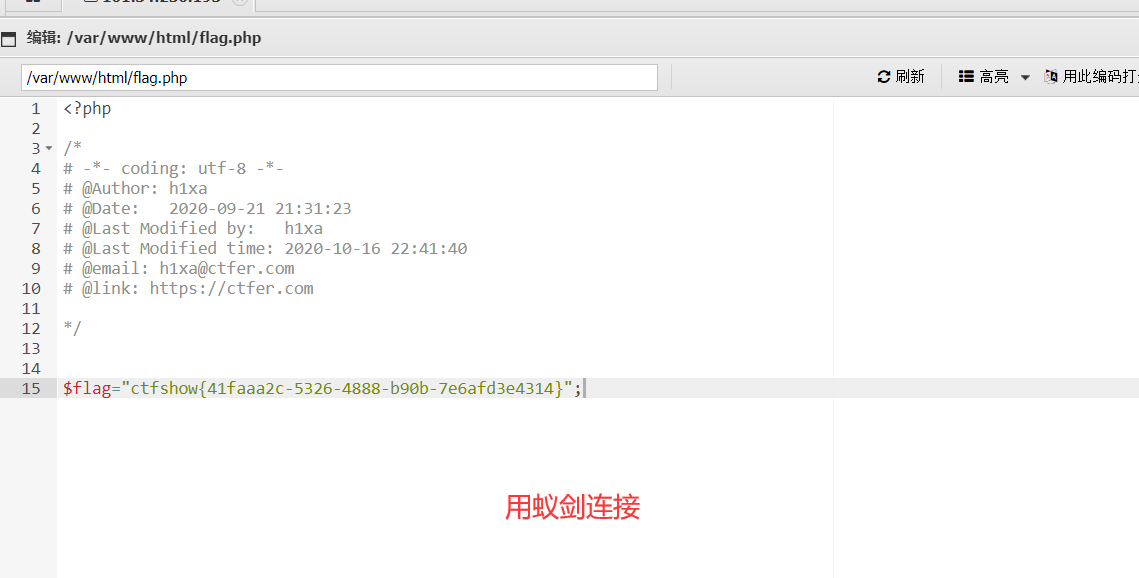 编辑: /var/www/html/flag.php
/var/www/html/flag.php 刷新 高亮 用此编码打
1 <?php
2
3 /*
4 # -*- coding: utf-8 -*-
5 # @Author: h1xa
6 # @Date:   2020-09-21 21:31:23
7 # @Last Modified by:   h1xa
8 # @Last Modified time: 2020-10-16 22:41:40
9 # @email: h1xa@ctfer.com
10 # @link: https://ctfer.com
11
12 */
13
14
15 $flag="ctfshow{41faaa2c-5326-4888-b90b-7e6afd3e4314}";
用蚁剑连接